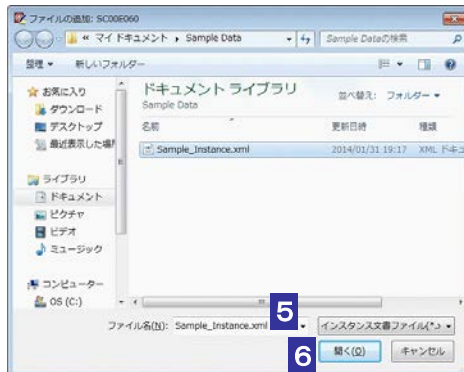 ファイルの追加: SC00E060
« マイ ドキュメント ▸ Sample Data
Sample Dataの検索
整理 ▾ 新しいフォルダー
お気に入り
ダウンロード
デスクトップ
最近表示した場所
ライブラリ
ドキュメント
ピクチャ
ビデオ
ミュージック
コンピューター
OS (C:)
ドキュメント ライブラリ
Sample Data
並べ替え: フォルダー ▾
名前 更新日時 種類
Sample_Instance.xml 2014/01/31 19:17 XML ドキュ
5
ファイル名(N): Sample_Instance.xml
インスタンス文書ファイル(*.x
6
開く(O) キャンセル